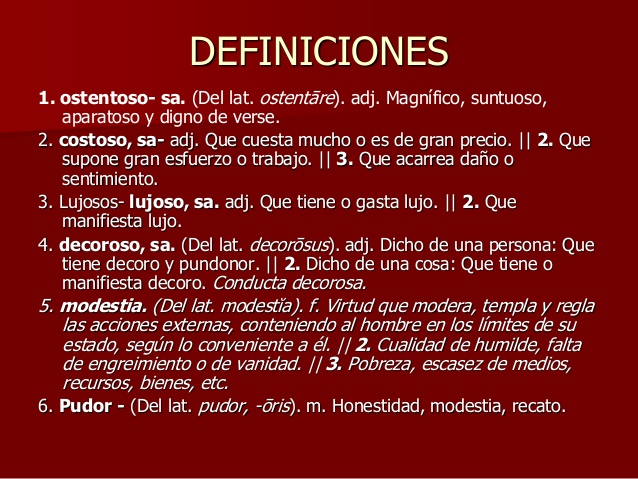 DEFINICIONES
1. ostentoso- sa. (Del lat. ostentāre). adj. Magnífico, suntuoso,
aparatoso y digno de verse.
2. costoso, sa- adj. Que cuesta mucho o es de gran precio. || 2. Que
supone gran esfuerzo o trabajo. || 3. Que acarrea daño o
sentimiento.
3. Lujosos- lujoso, sa. adj. Que tiene o gasta lujo. || 2. Que
manifiesta lujo.
4. decoroso, sa. (Del lat. decorōsus). adj. Dicho de una persona: Que
tiene decoro y pundonor. || 2. Dicho de una cosa: Que tiene o
manifiesta decoro. Conducta decorosa.
5. modestia. (Del lat. modestĭa). f. Virtud que modera, templa y regla
las acciones externas, conteniendo al hombre en los límites de su
estado, según lo conveniente a él. || 2. Cualidad de humilde, falta
de engreimiento o de vanidad. || 3. Pobreza, escasez de medios,
recursos, bienes, etc.
6. Pudor - (Del lat. pudor, -ōris). m. Honestidad, modestia, recato.